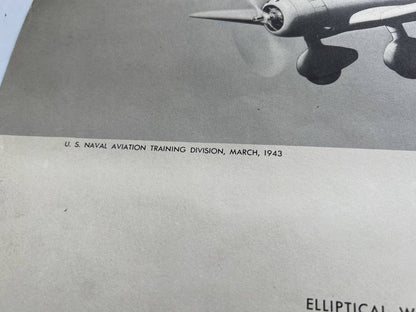 U. S. NAVAL AVIATION TRAINING DIVISION, MARCH, 1943
ELLIPTICAL W